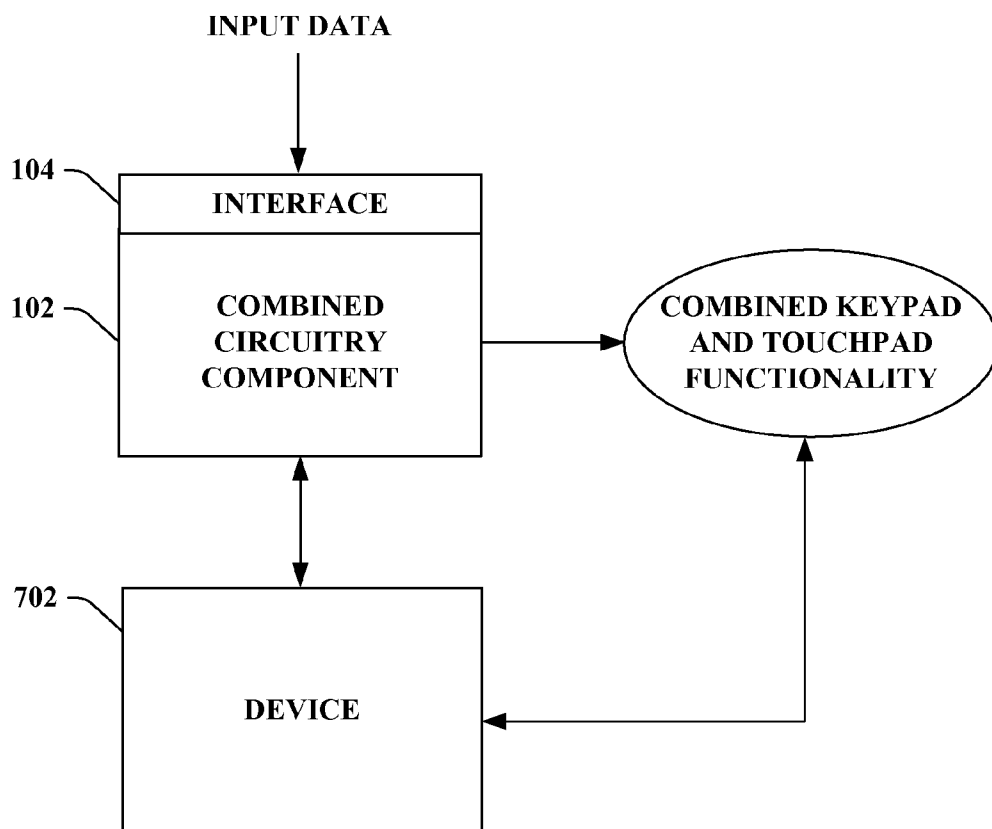 INPUT DATA
104
INTERFACE
102
COMBINED
CIRCUITRY
COMPONENT
COMBINED KEYPAD
AND TOUCHPAD
FUNCTIONALITY
702
DEVICE